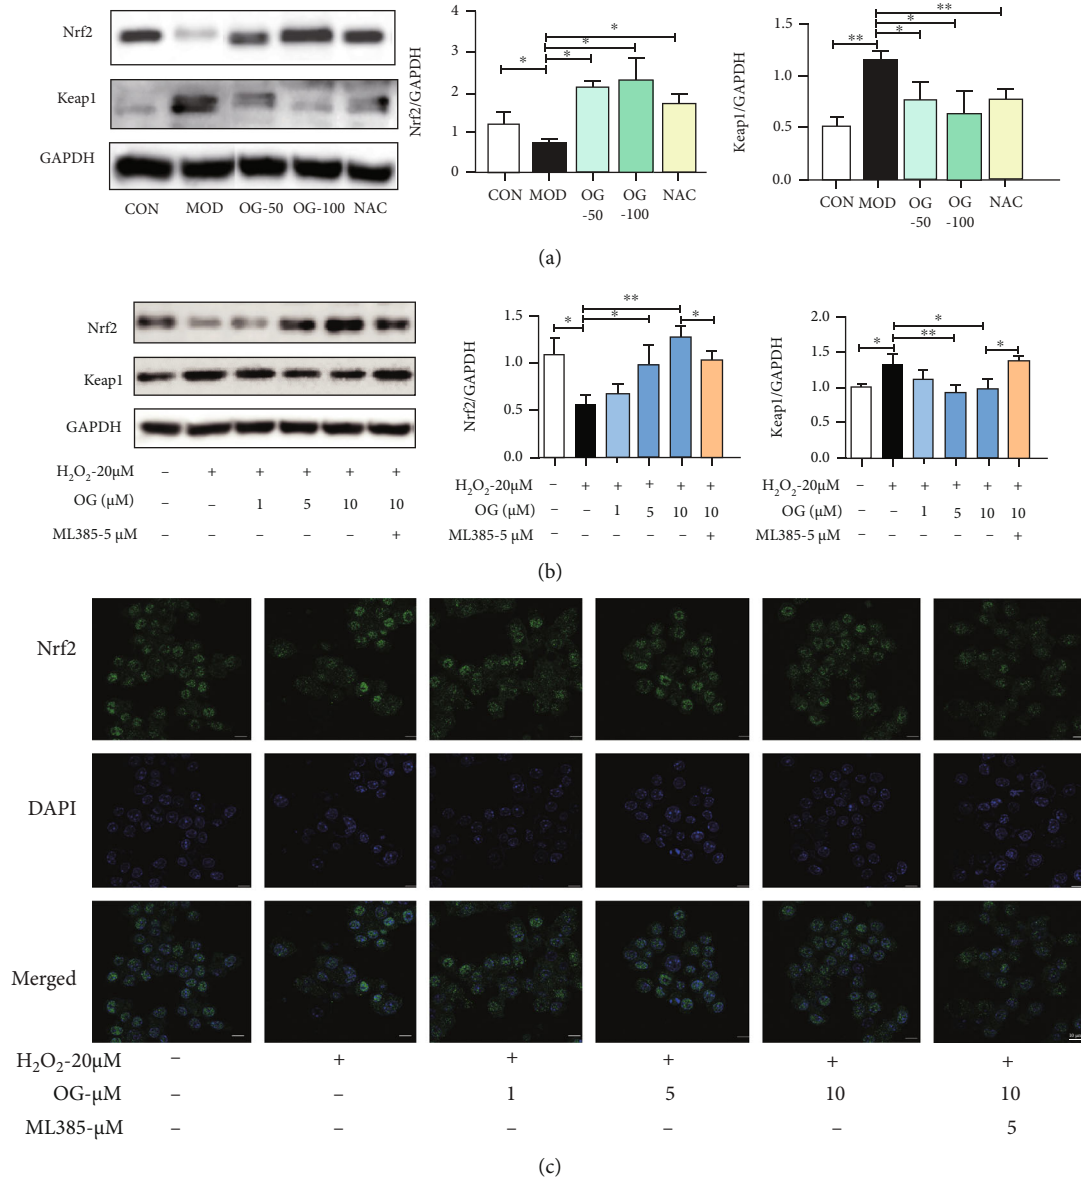 Nrf2
Keap1
GAPDH
CON MOD OG-50 OG-100 NAC
Nrf2/GAPDH
4
3
2
1
0
* * * *
CON MOD OG -50 OG -100 NAC
Keap1/GAPDH
1.5
1.0
0.5
0.0
** * * **
CON MOD OG -50 OG -100 NAC
(a)
Nrf2
Keap1
GAPDH
H2O2-20μM – + + + + +
OG (μM) – – 1 5 10 10
ML385-5 μM – – – – – +
Nrf2/GAPDH
1.5
1.0
0.5
0.0
* * ** *
H2O2-20μM – + + + + +
OG (μM) – – 1 5 10 10
ML385-5 μM – – – – – +
Keap1/GAPDH
2.0
1.5
1.0
0.5
0.0
* ** * *
H2O2-20μM – + + + + +
OG (μM) – – 1 5 10 10
ML385-5 μM – – – – – +
(b)
Nrf2
DAPI
Merged
H2O2-20μM – + + + + +
OG-μM – – 1 5 10 10
ML385-μM – – – – – 5
(c)